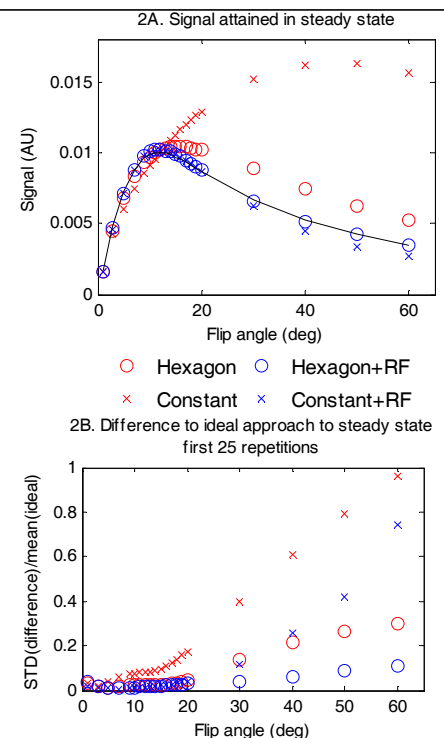 2A. Signal attained in steady state
0.015
0.01
0.005
0
Signal (AU)
0 20 40 60
Flip angle (deg)
Hexagon Hexagon+RF
Constant Constant+RF
2B. Difference to ideal approach to steady state
first 25 repetitions
1
0.8
0.6
0.4
0.2
0
STD(difference)/mean(ideal)
0 10 20 30 40 50 60
Flip angle (deg)